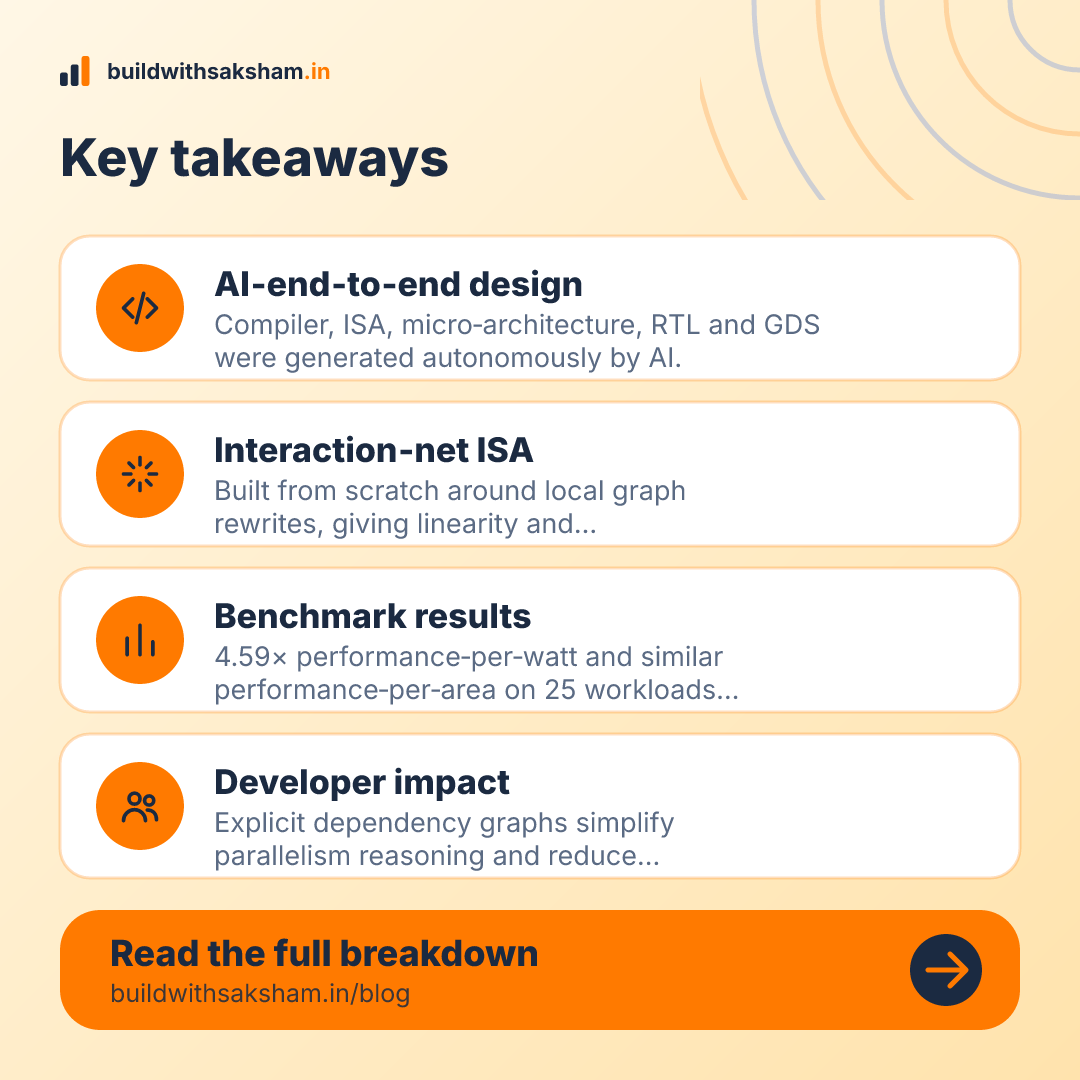 buildwithsaksham.in
Key takeaways
AI-end-to-end design
Compiler, ISA, micro-architecture, RTL and GDS
were generated autonomously by AI.
Interaction-net ISA
Built from scratch around local graph
rewrites, giving linearity and...
Benchmark results
4.59× performance-per-watt and similar
performance-per-area on 25 workloads...
Developer impact
Explicit dependency graphs simplify
parallelism reasoning and reduce...
Read the full breakdown
buildwithsaksham.in/blog